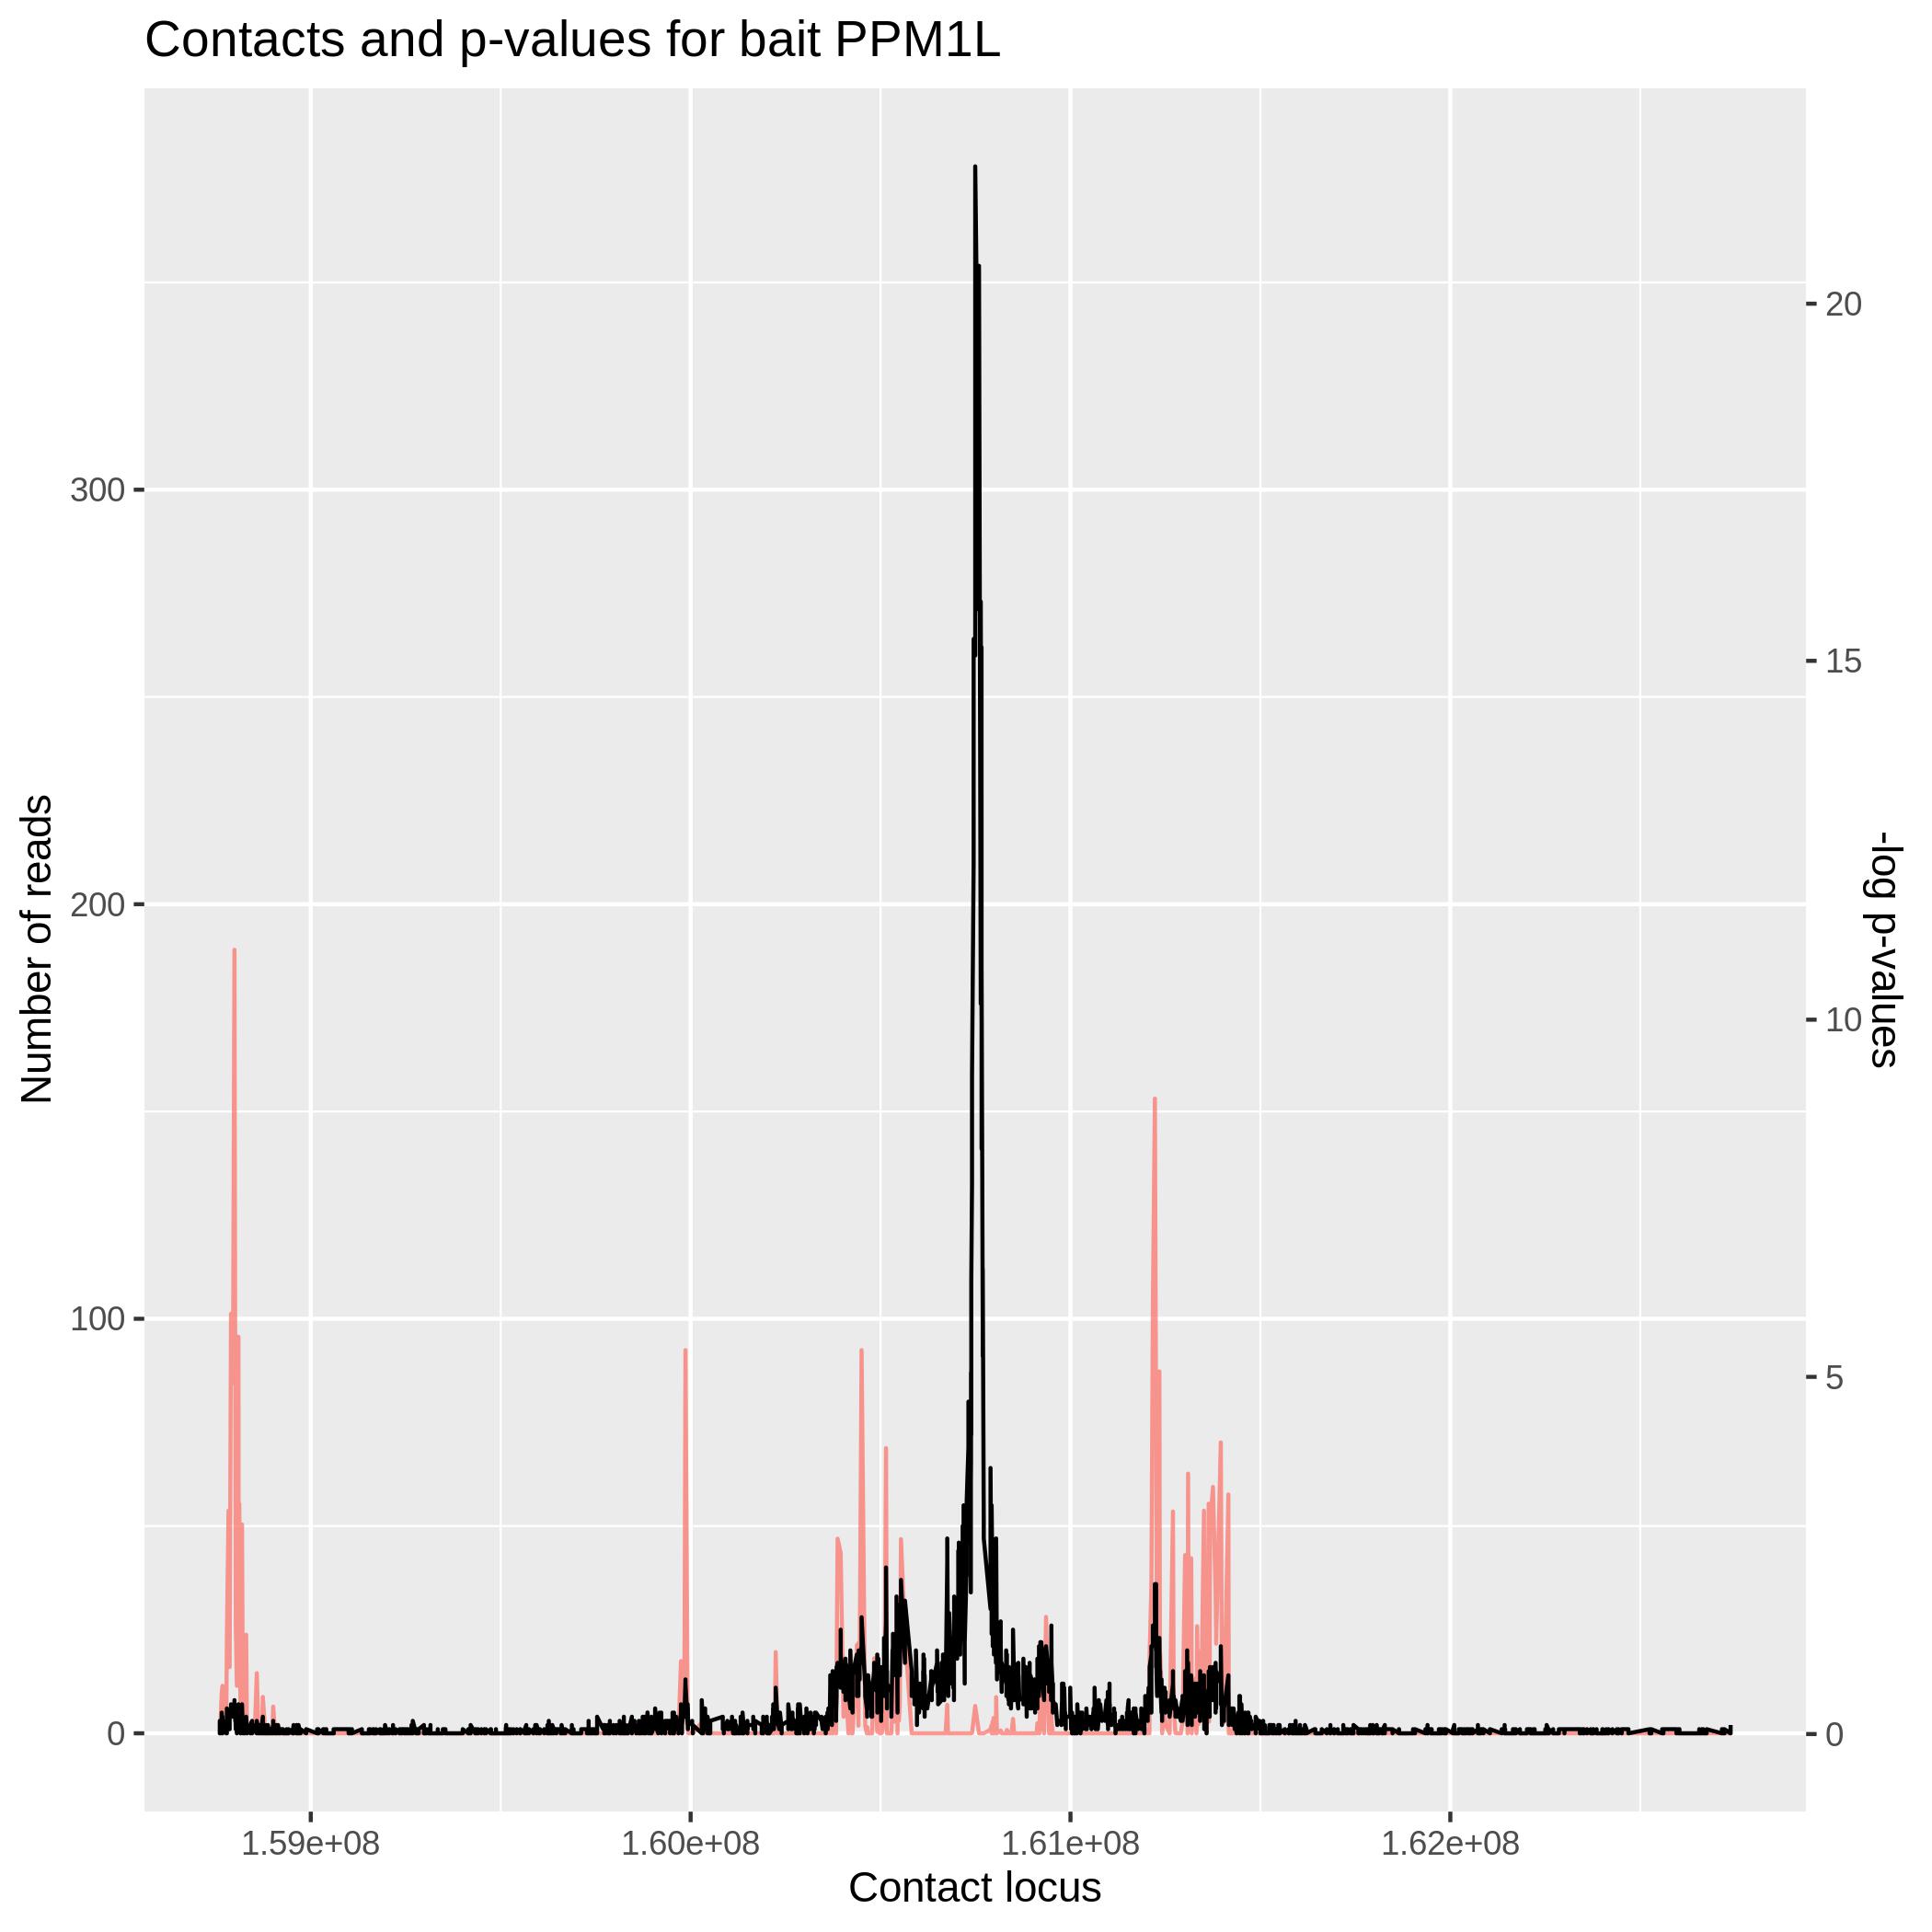 Contacts and p-values for bait PPM1L
300
200
100
0
Number of reads
20
15
10
5
0
-log p-values
1.59e+08
1.60e+08
1.61e+08
1.62e+08
Contact locus